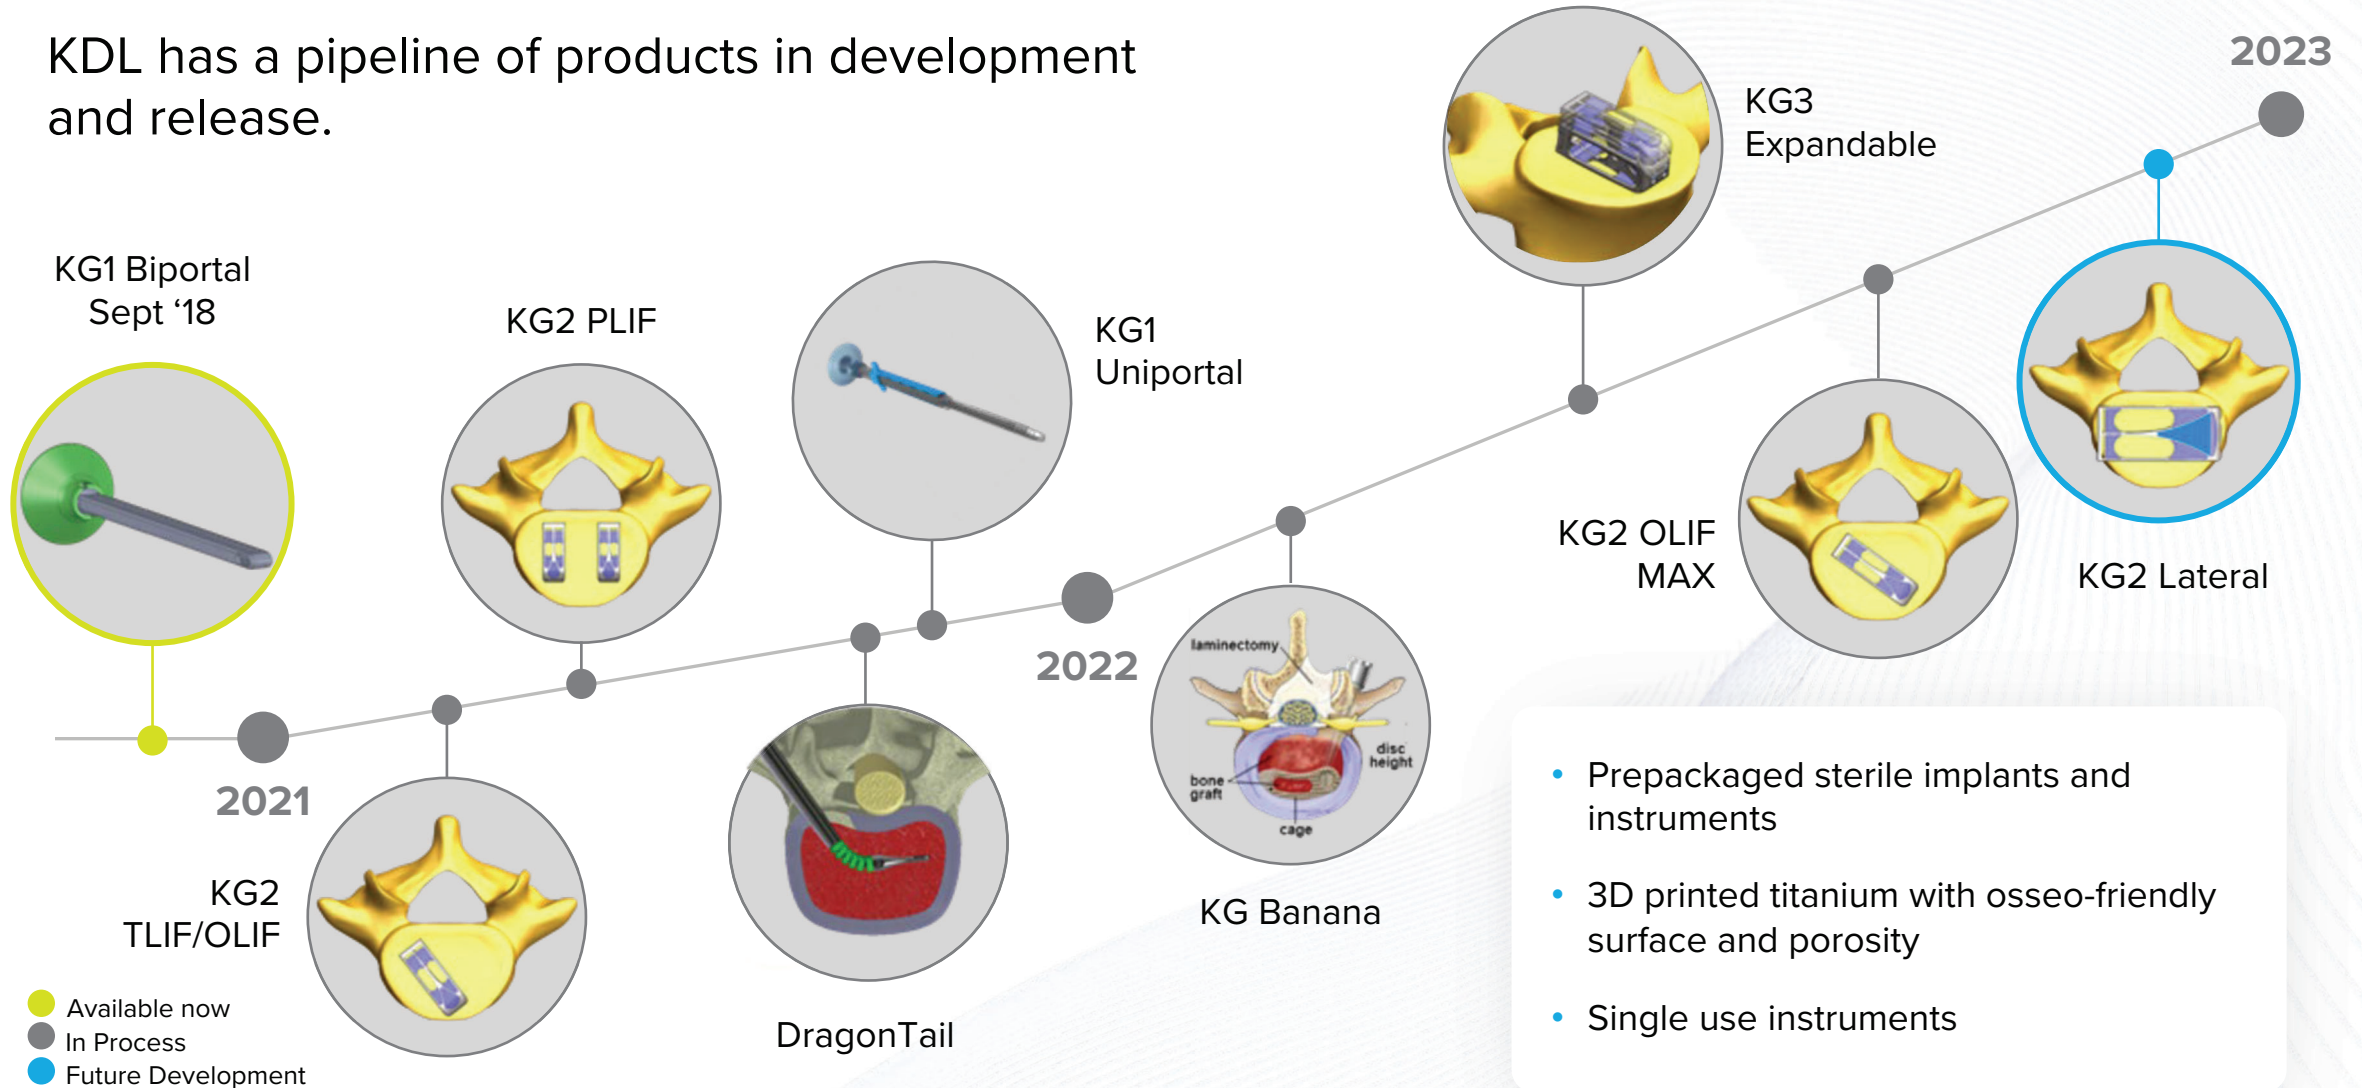 KDL has a pipeline of products in development
and release.
2023
KG3
Expandable
KG1 Biportal
Sept ‘18
KG2 PLIF
KG1
Uniportal
KG2 OLIF
MAX
KG2 Lateral
2022
laminectomy
disc
height
bone
graft
cage
2021
KG2
TLIF/OLIF
KG Banana
DragonTail
Available now
In Process
Future Development
• Prepackaged sterile implants and
instruments
• 3D printed titanium with osseo-friendly
surface and porosity
• Single use instruments